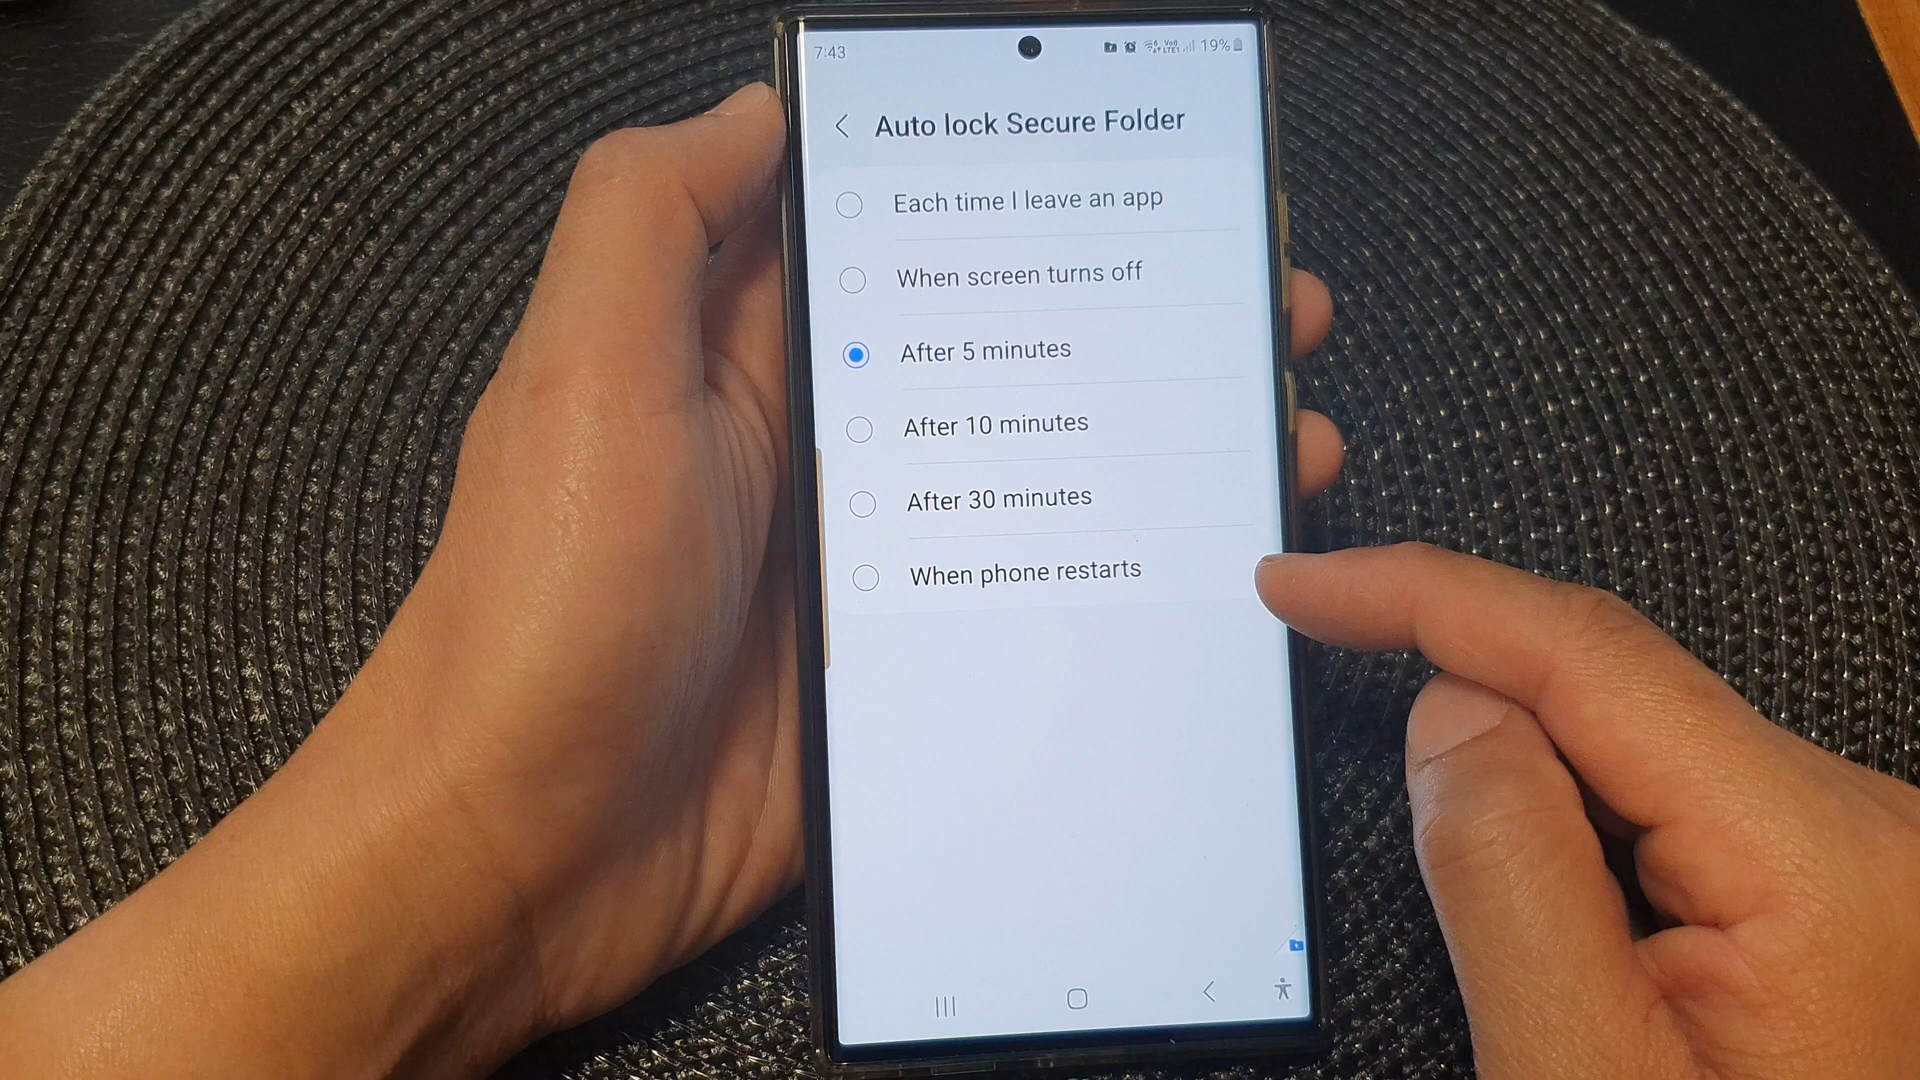 7:43
19%
Auto lock Secure Folder
Each time I leave an app
When screen turns off
After 5 minutes
After 10 minutes
After 30 minutes
When phone restarts